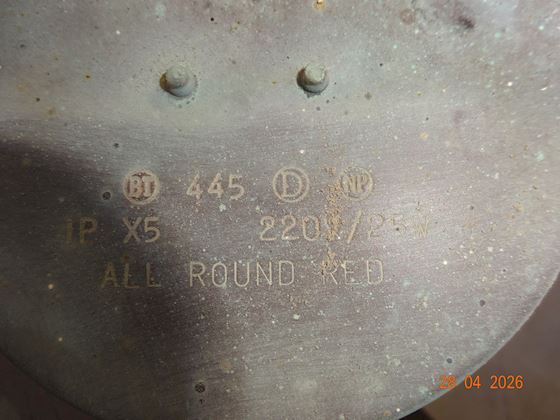 BT 445 D NP
IP X5 220V/25W
ALL ROUND RED
28 04 2026